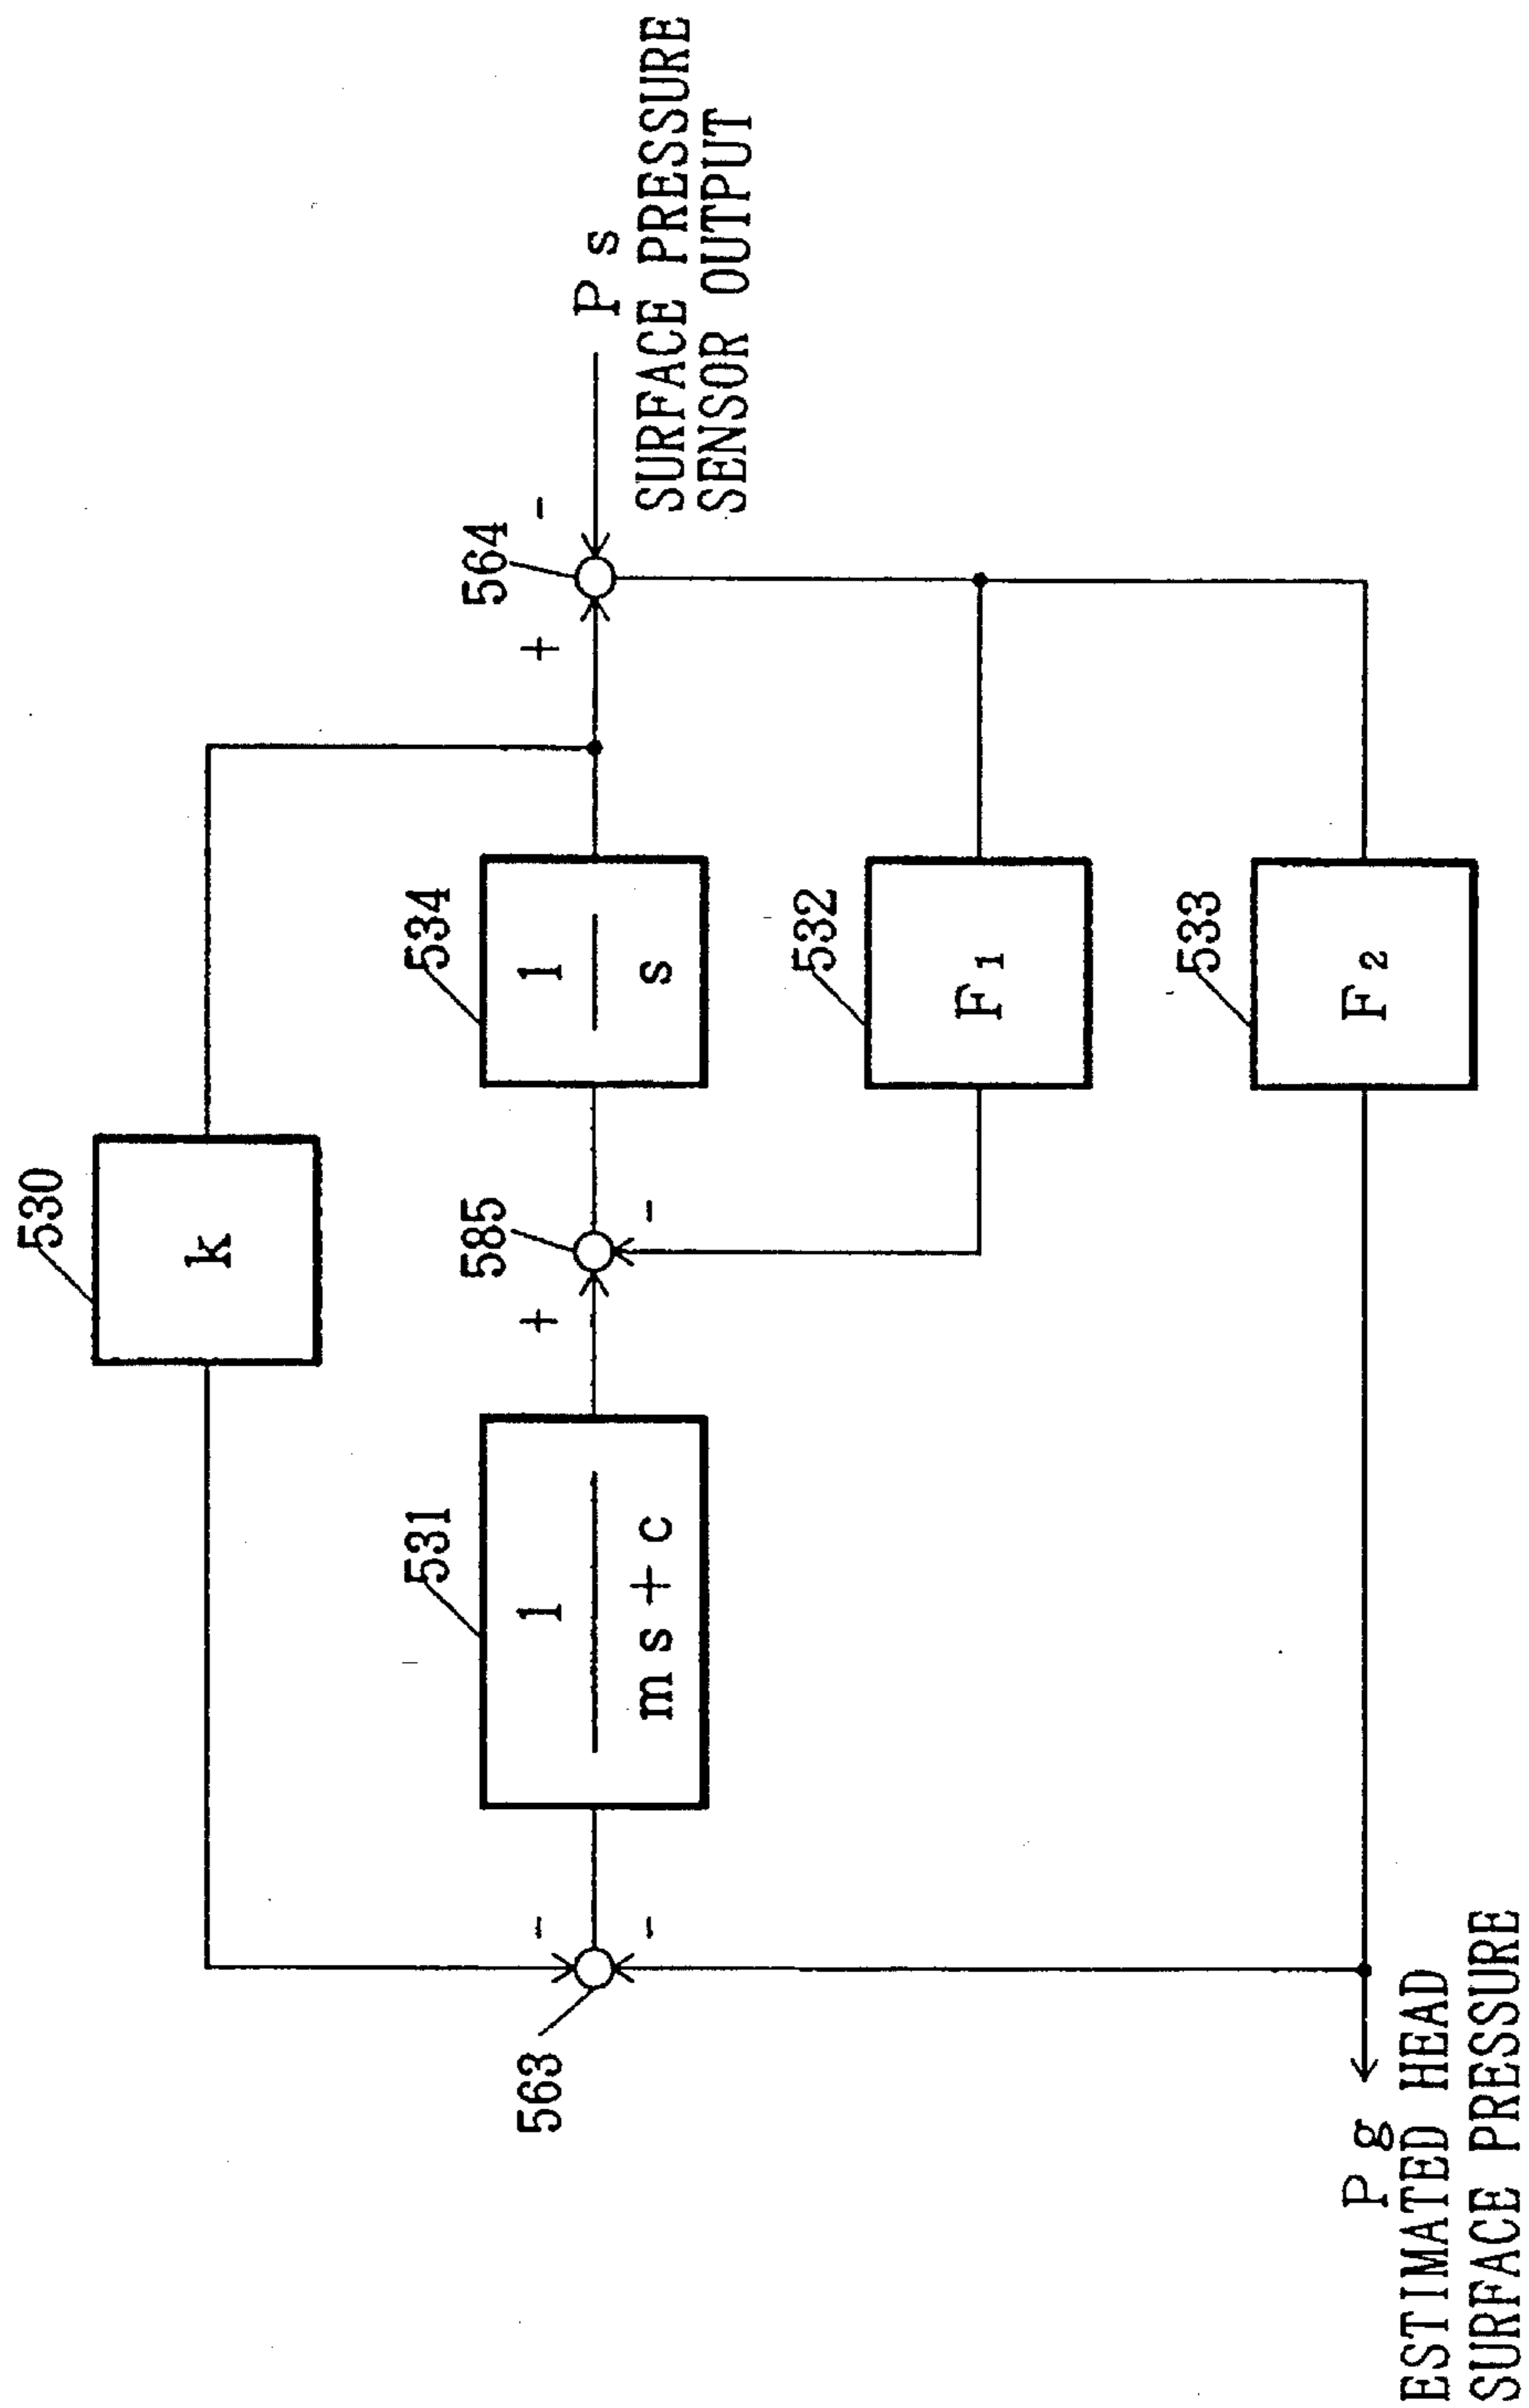 530
k
531
1
ms+c
534
1
s
563
-
-
585
+
-
564
+
-
Ps
SURFACE PRESSURE
SENSOR OUTPUT
532
F1
533
F2
Pg
ESTIMATED HEAD
SURFACE PRESSURE